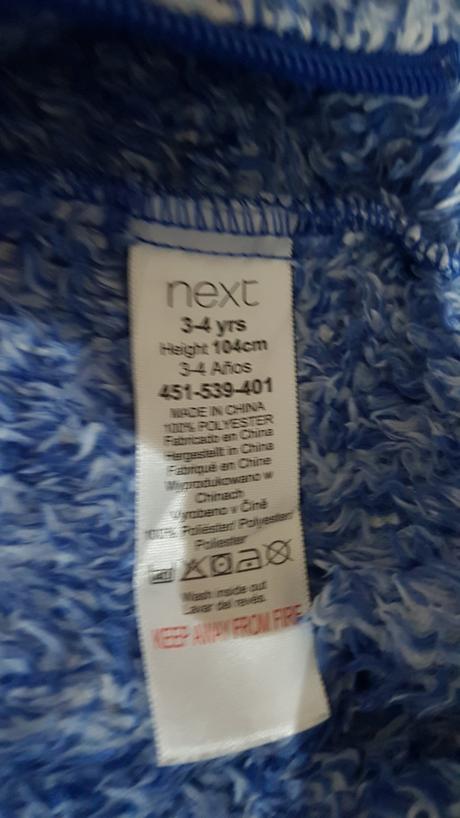 next
3-4 yrs
Height 104cm
3-4 Años
451-539-401
MADE IN CHINA
100% POLYESTER
Fabricado en China
Hergestellt in China
Fabriqué en Chine
Wyprodukowano w
Chinach
Vyrobeno v Číně
100% Poliéster/ Polyester/
Poliester
Wash inside out
Lavar del revés.
KEEP AWAY FROM FIRE